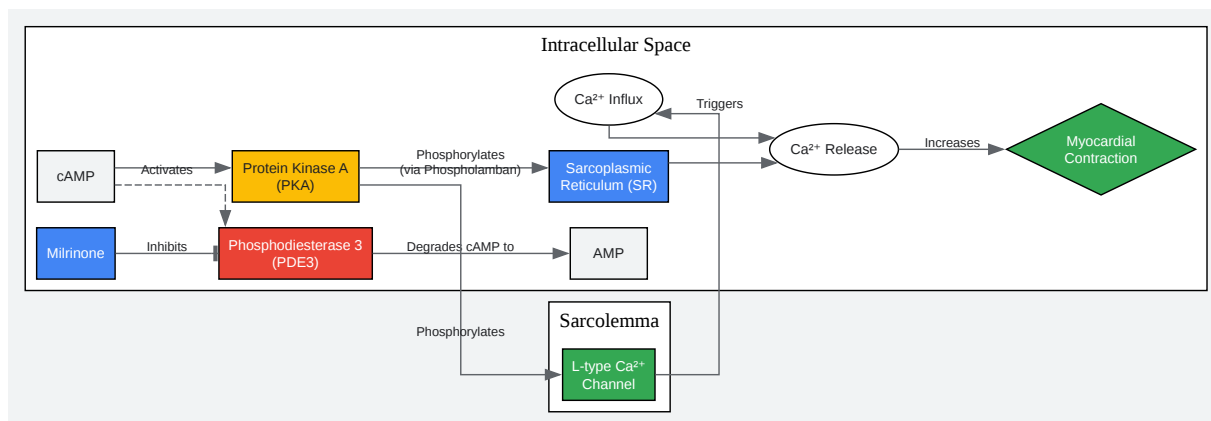 Intracellular Space
Ca²⁺ Influx
Triggers
Ca²⁺ Release
Increases
Myocardial
Contraction
cAMP
Activates
Protein Kinase A
(PKA)
Phosphorylates
(via Phospholamban)
Sarcoplasmic
Reticulum (SR)
Milrinone
Inhibits
Phosphodiesterase 3
(PDE3)
Degrades cAMP to
AMP
Phosphorylates
Sarcolemma
L-type Ca²⁺
Channel